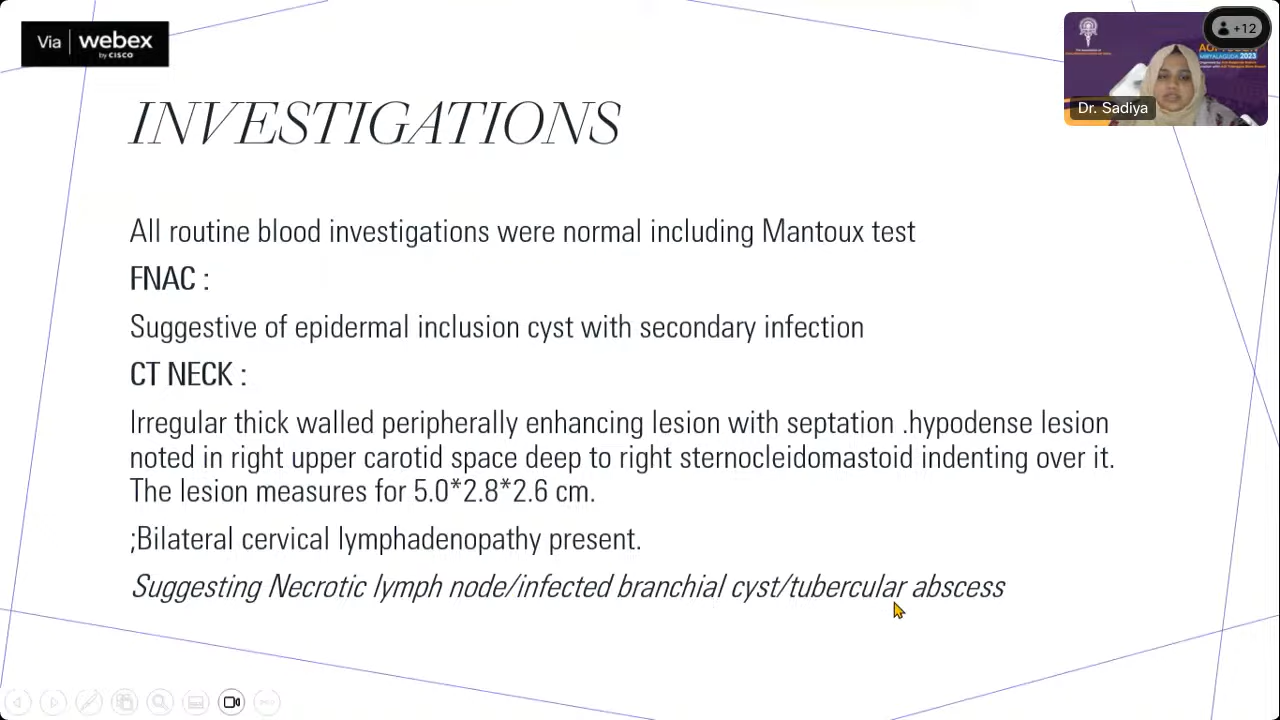 Via webex
by CISCO
+12
Dr. Sadiya
INVESTIGATIONS
All routine blood investigations were normal including Mantoux test
FNAC :
Suggestive of epidermal inclusion cyst with secondary infection
CT NECK :
Irregular thick walled peripherally enhancing lesion with septation .hypodense lesion
noted in right upper carotid space deep to right sternocleidomastoid indenting over it.
The lesion measures for 5.0*2.8*2.6 cm.
;Bilateral cervical lymphadenopathy present.
Suggesting Necrotic lymph node/infected branchial cyst/tubercular abscess